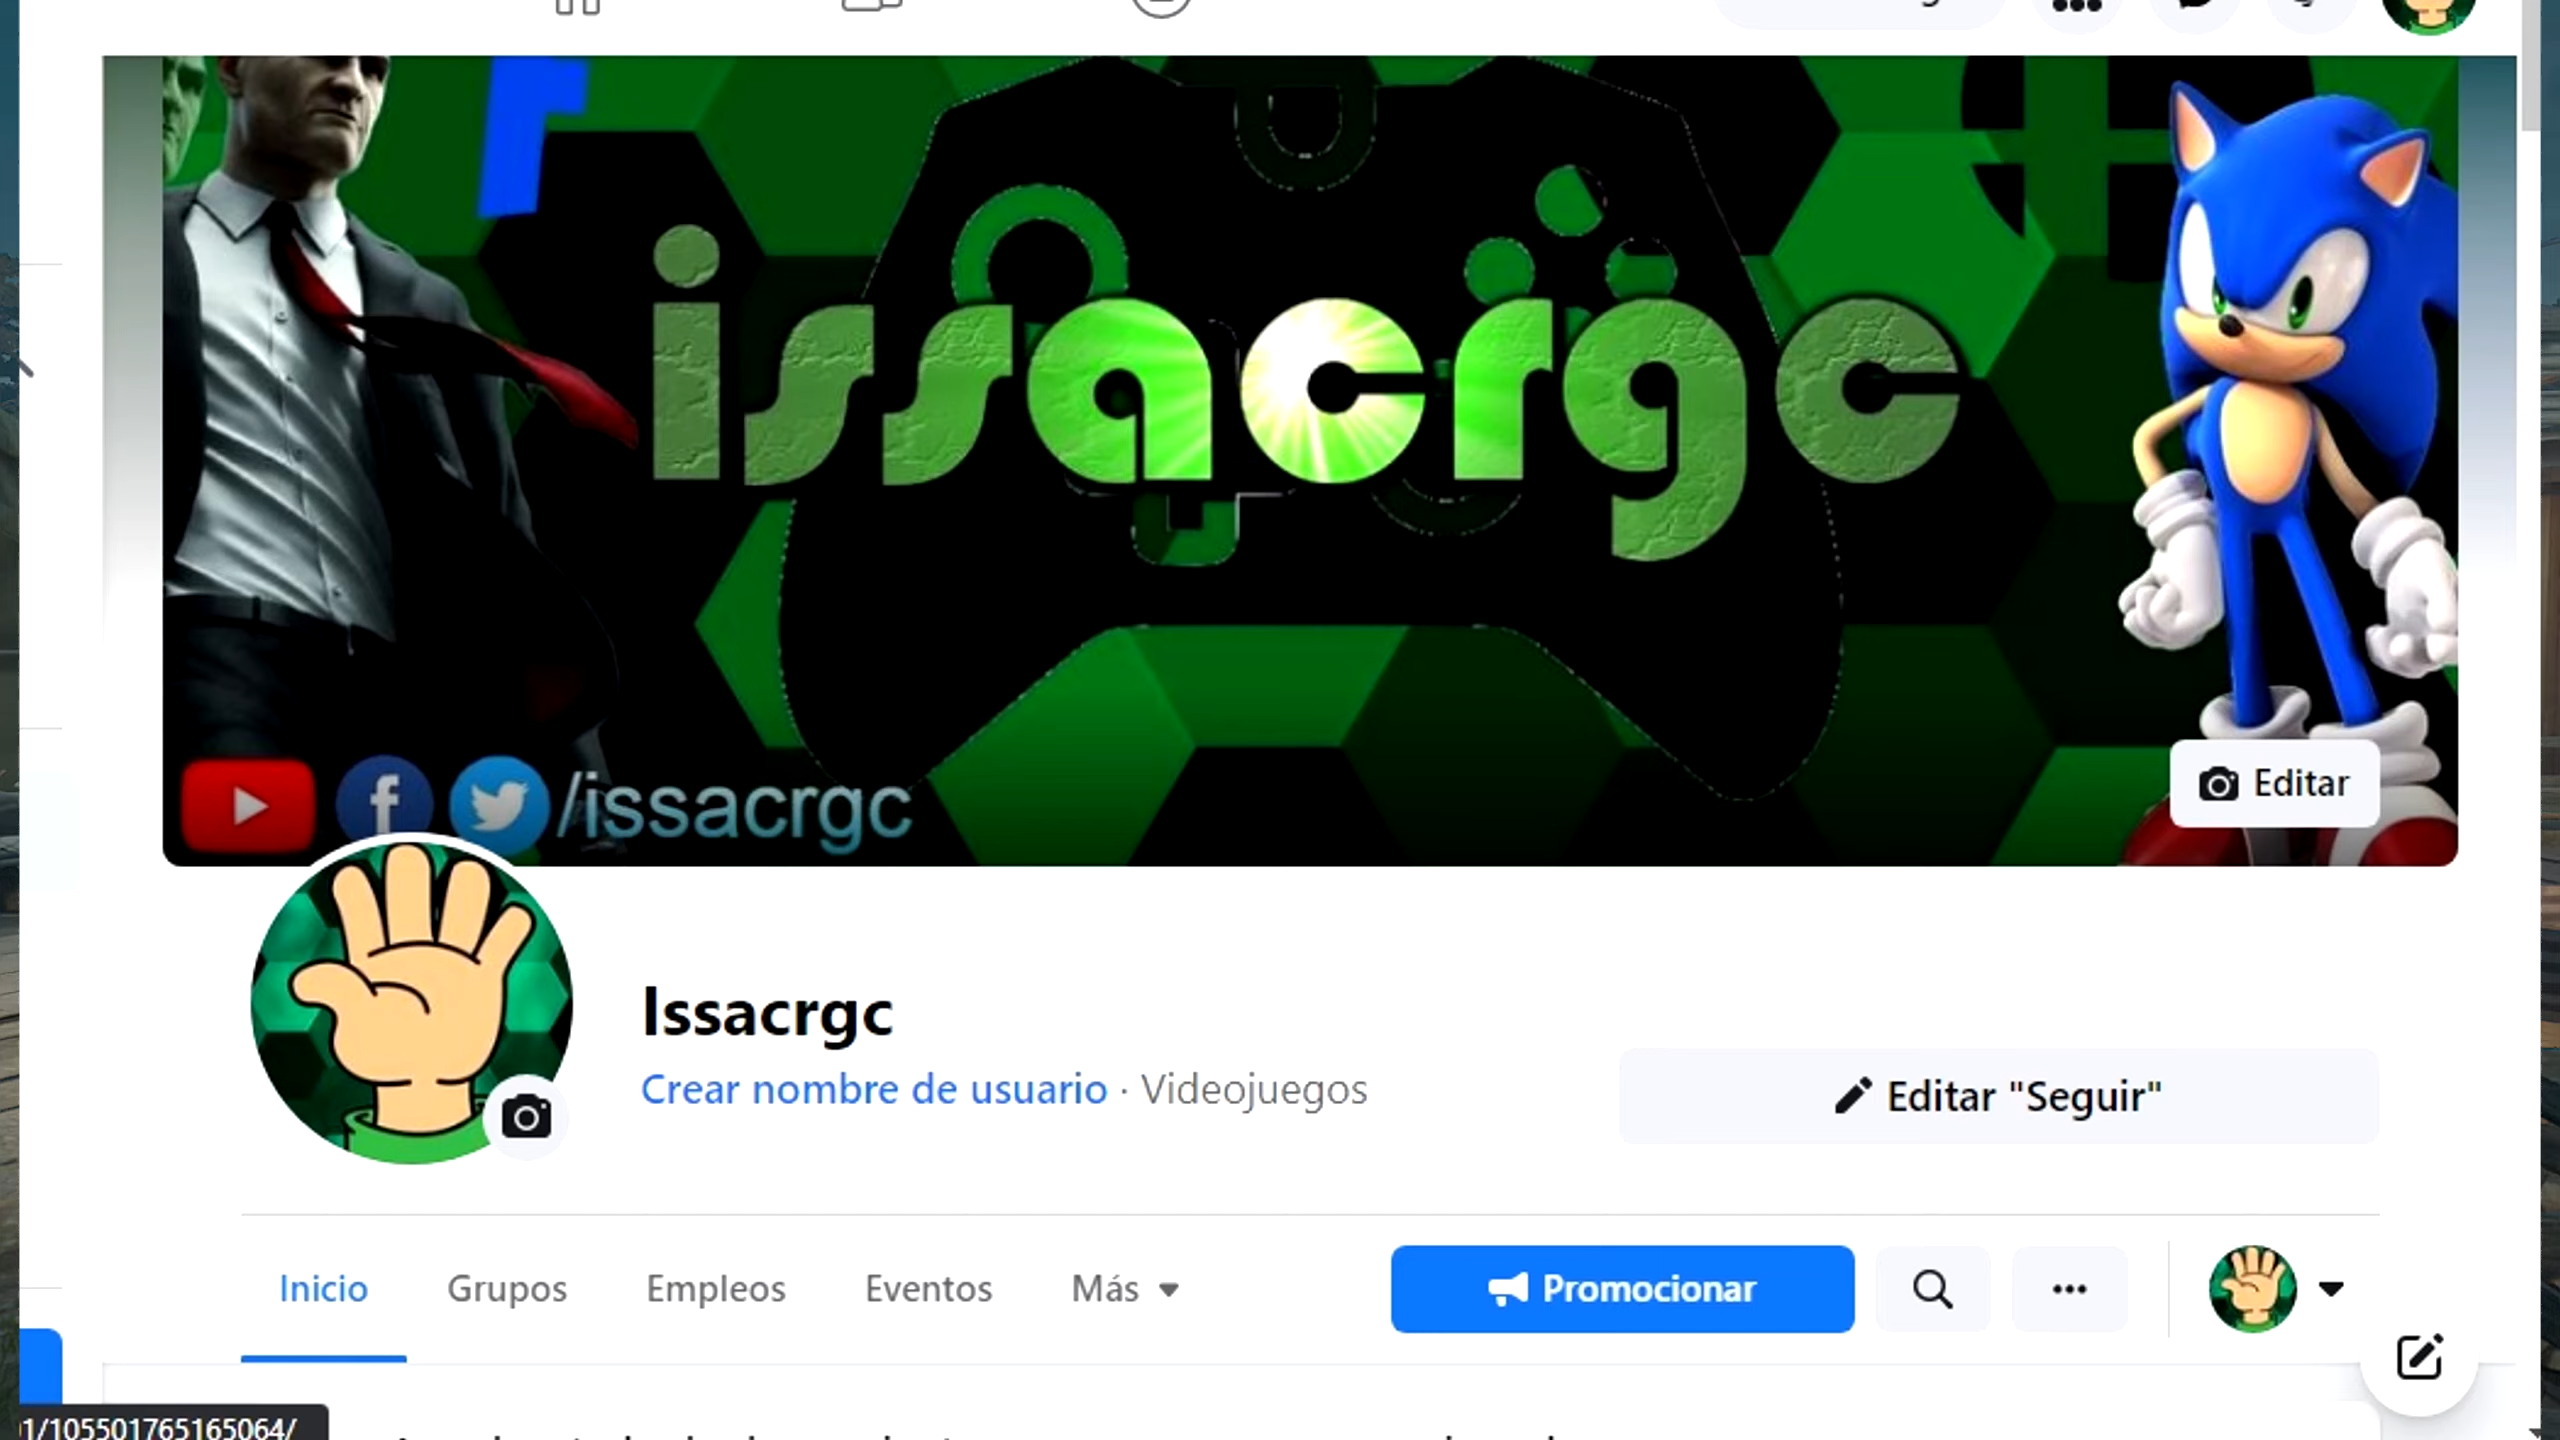 issacrgc
/issacrgc
Editar
Issacrgc
Crear nombre de usuario · Videojuegos
Editar "Seguir"
Inicio
Grupos
Empleos
Eventos
Más
Promocionar
1/105501765165064/